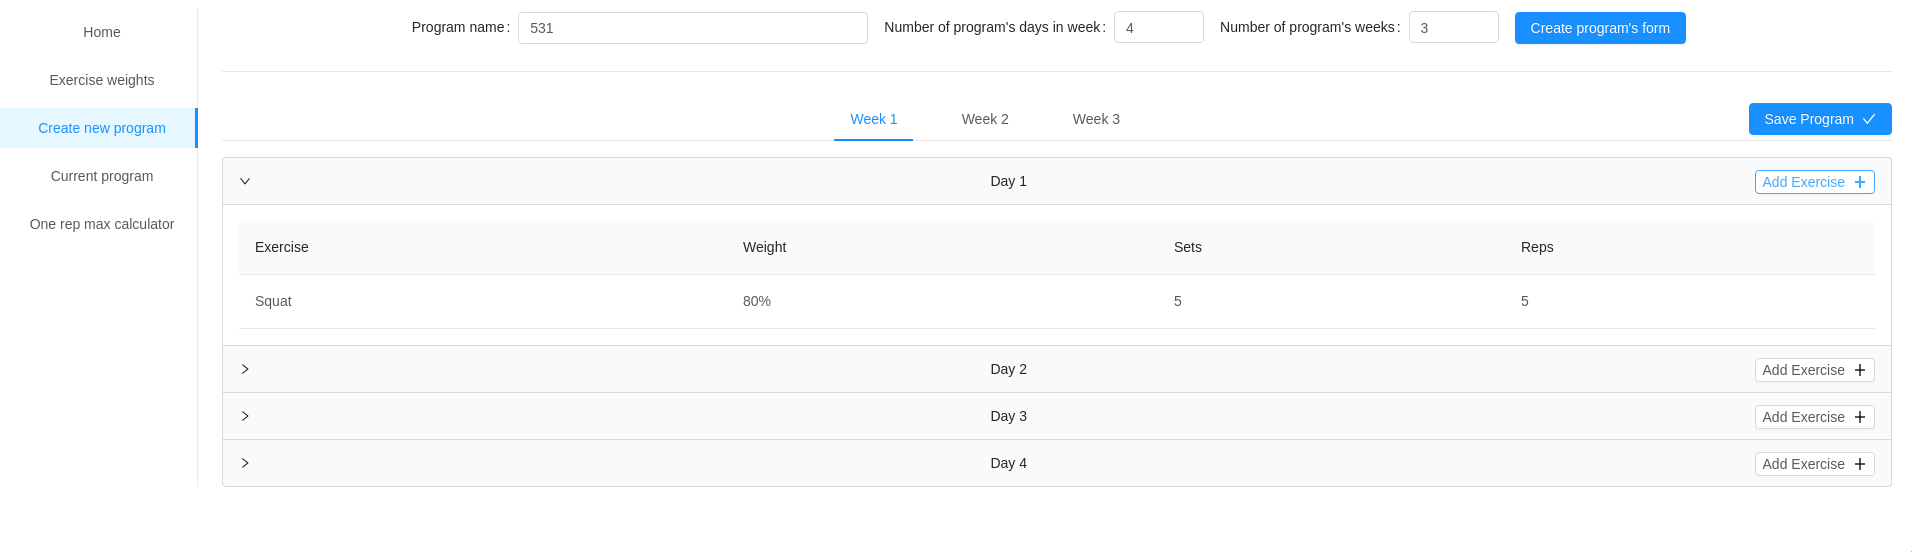 Home
Exercise weights
Create new program
Current program
One rep max calculator
Program name : 531 Number of program's days in week : 4 Number of program's weeks : 3 Create program's form
Week 1 Week 2 Week 3 Save Program
Day 1 Add Exercise
Exercise Weight Sets Reps
Squat 80% 5 5
Day 2 Add Exercise
Day 3 Add Exercise
Day 4 Add Exercise